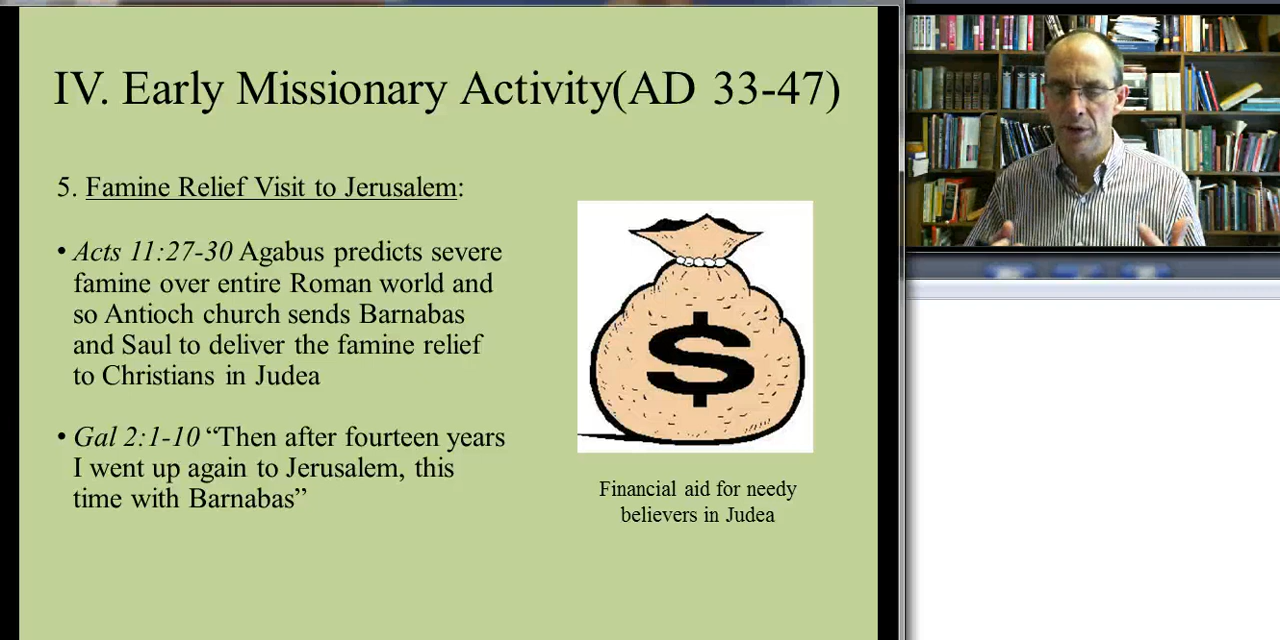 IV. Early Missionary Activity(AD 33-47)
5. Famine Relief Visit to Jerusalem:
• Acts 11:27-30 Agabus predicts severe
famine over entire Roman world and
so Antioch church sends Barnabas
and Saul to deliver the famine relief
to Christians in Judea
• Gal 2:1-10 “Then after fourteen years
I went up again to Jerusalem, this
time with Barnabas”
$
Financial aid for needy
believers in Judea